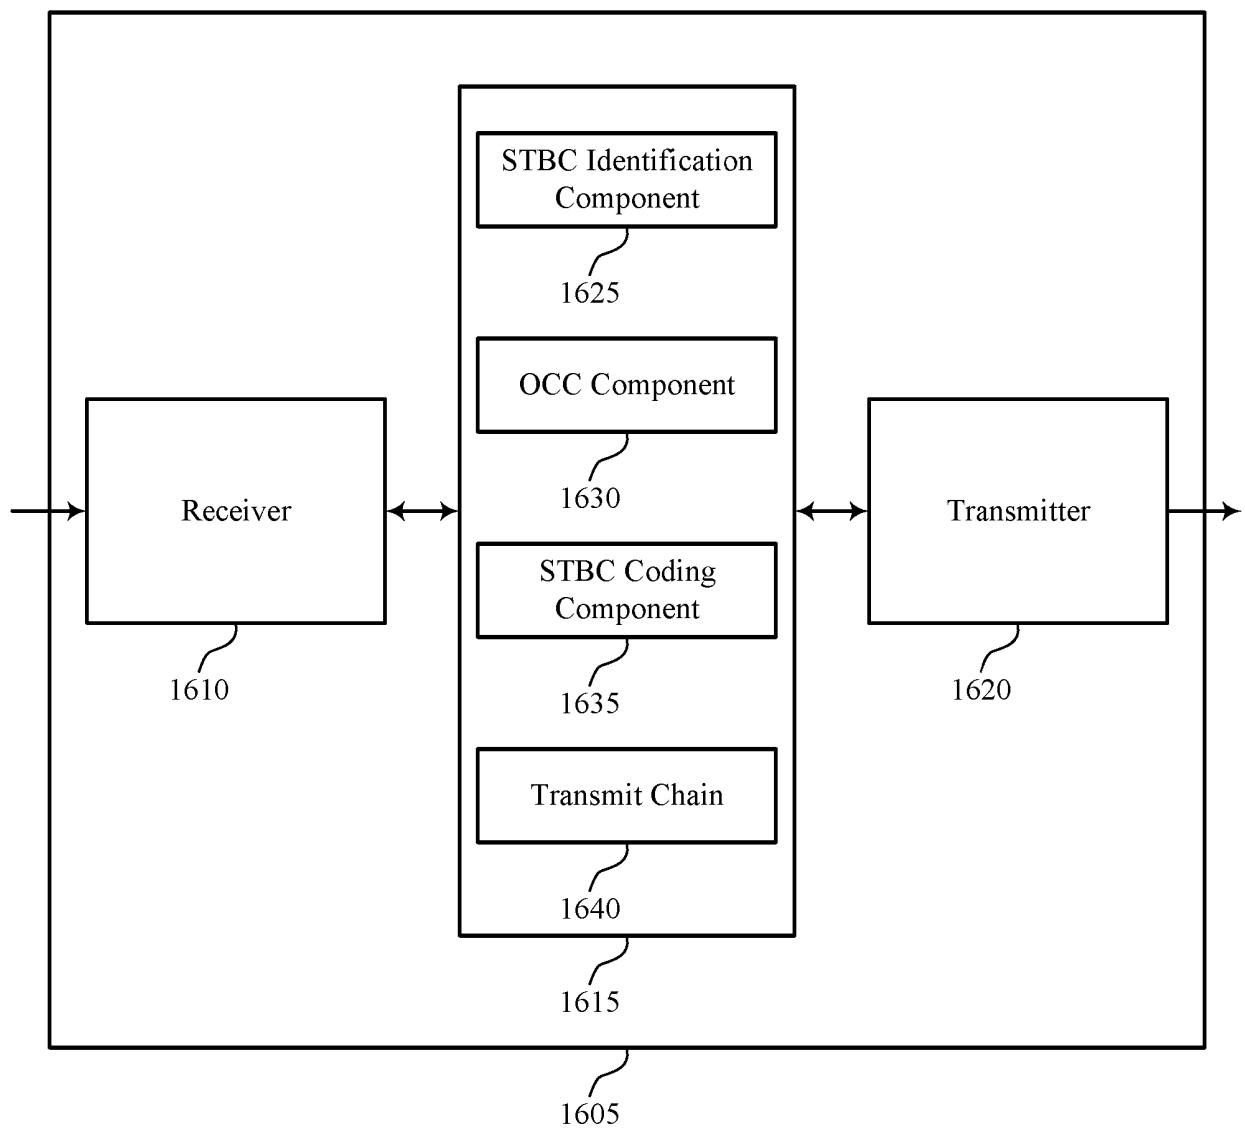 STBC Identification
Component
1625
OCC Component
1630
Receiver
1610
STBC Coding
Component
1635
Transmitter
1620
Transmit Chain
1640
1615
1605